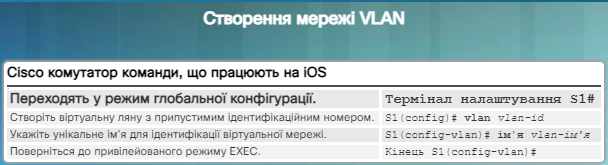 Створення мережі VLAN
Cisco комутатор команди, що працюють на iOS
Переходять у режим глобальної конфігурації. Термінал налаштування S1#
Створіть віртуальну ляну з припустимим ідентифікаційним номером. S1(config)# vlan vlan-id
Укажіть унікальне ім'я для ідентифікації віртуальної мережі. S1(config-vlan)# ім'я vlan-ім'я
Поверніться до привілейованого режиму EXEC. Кінець S1(config-vlan)#